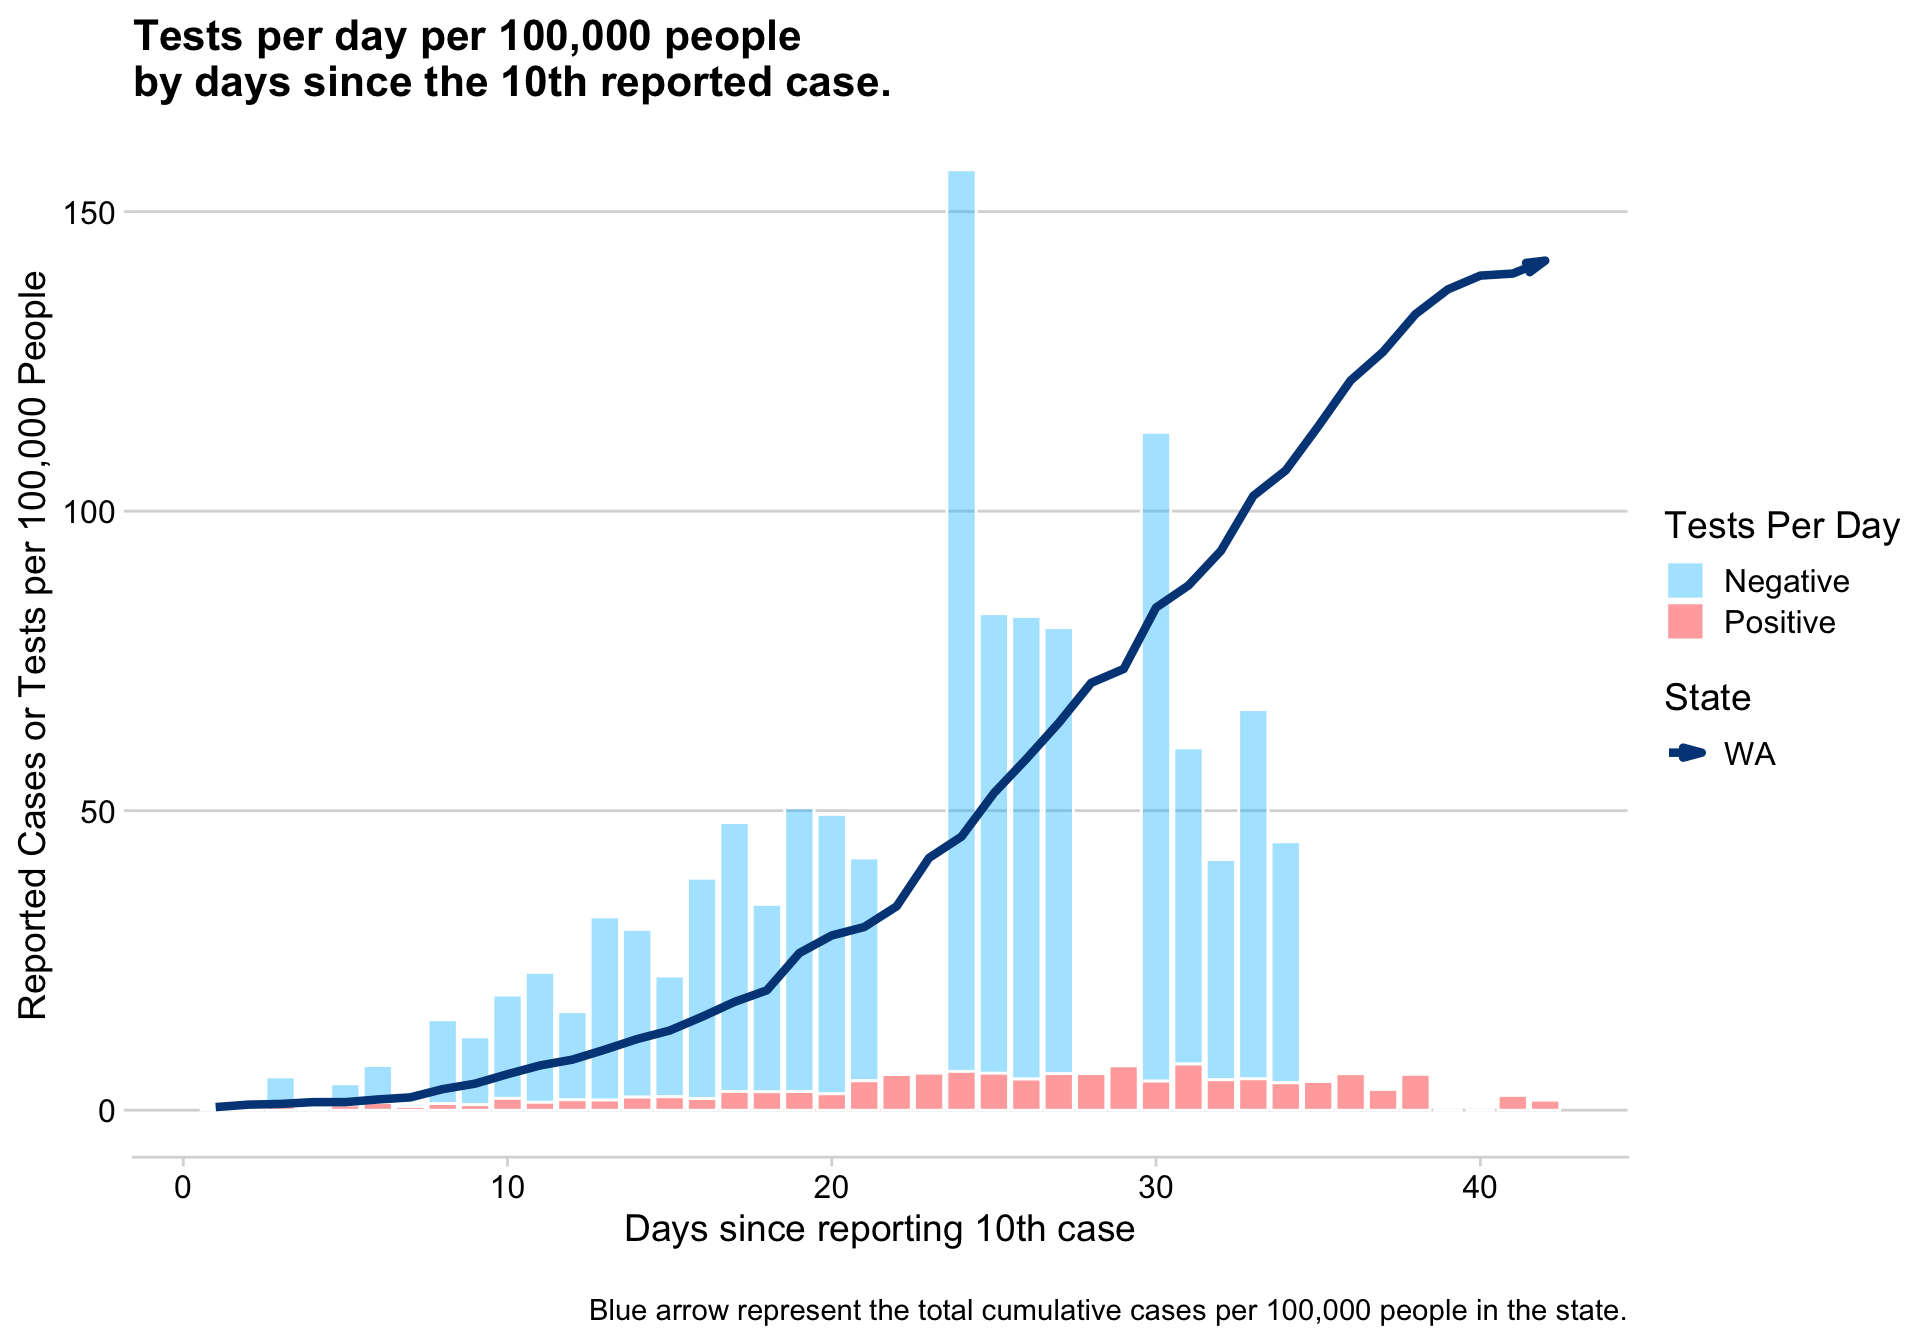 Tests per day per 100,000 people
by days since the 10th reported case.
Reported Cases or Tests per 100,000 People
150
100
50
0
0
10
20
30
40
Days since reporting 10th case
Tests Per Day
Negative
Positive
State
WA
Blue arrow represent the total cumulative cases per 100,000 people in the state.